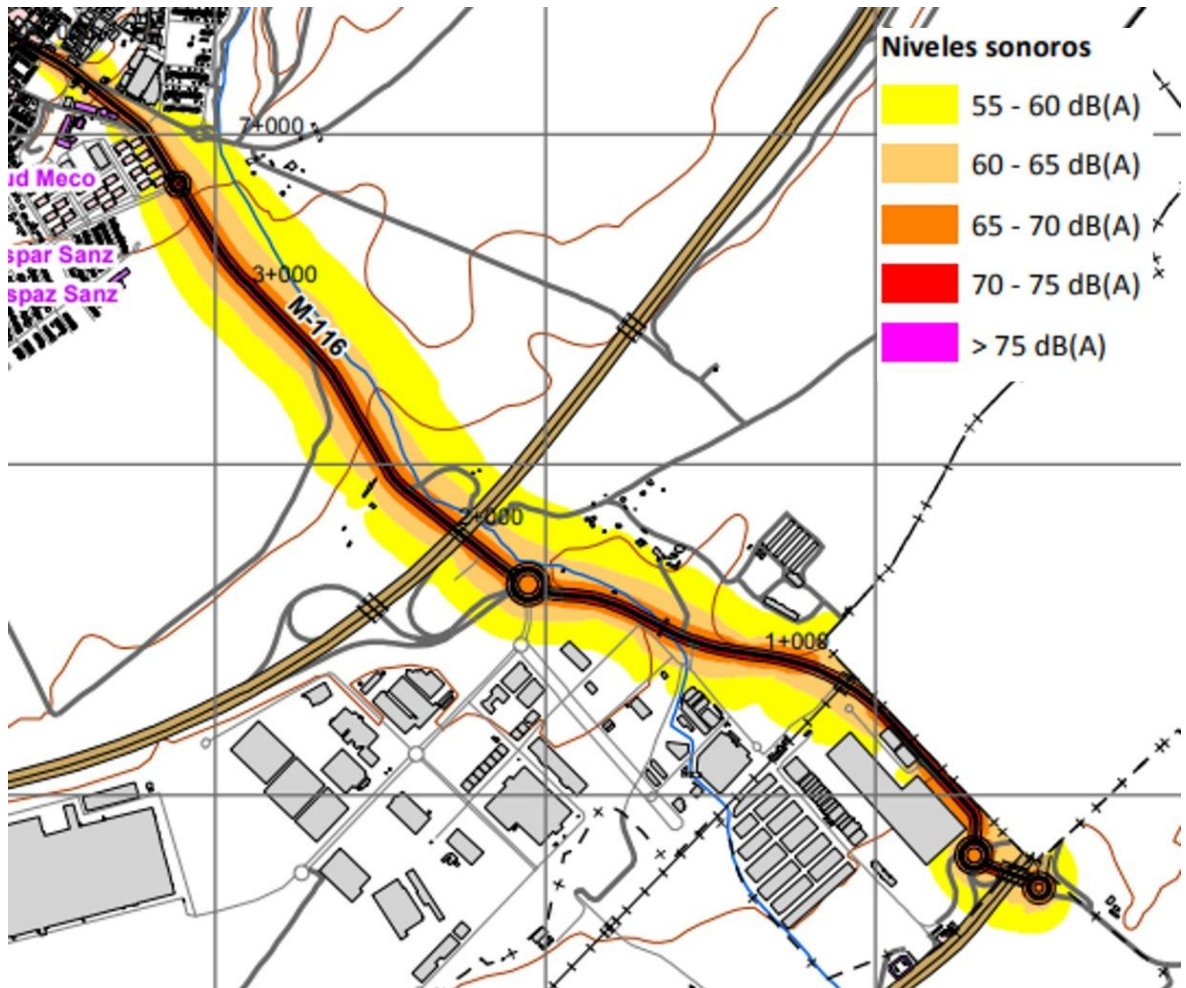 Niveles sonoros
55 - 60 dB(A)
60 - 65 dB(A)
65 - 70 dB(A)
70 - 75 dB(A)
> 75 dB(A)
7+000
ud Meco
spar Sanz
spaz Sanz
3+000
M-116
2+000
1+008